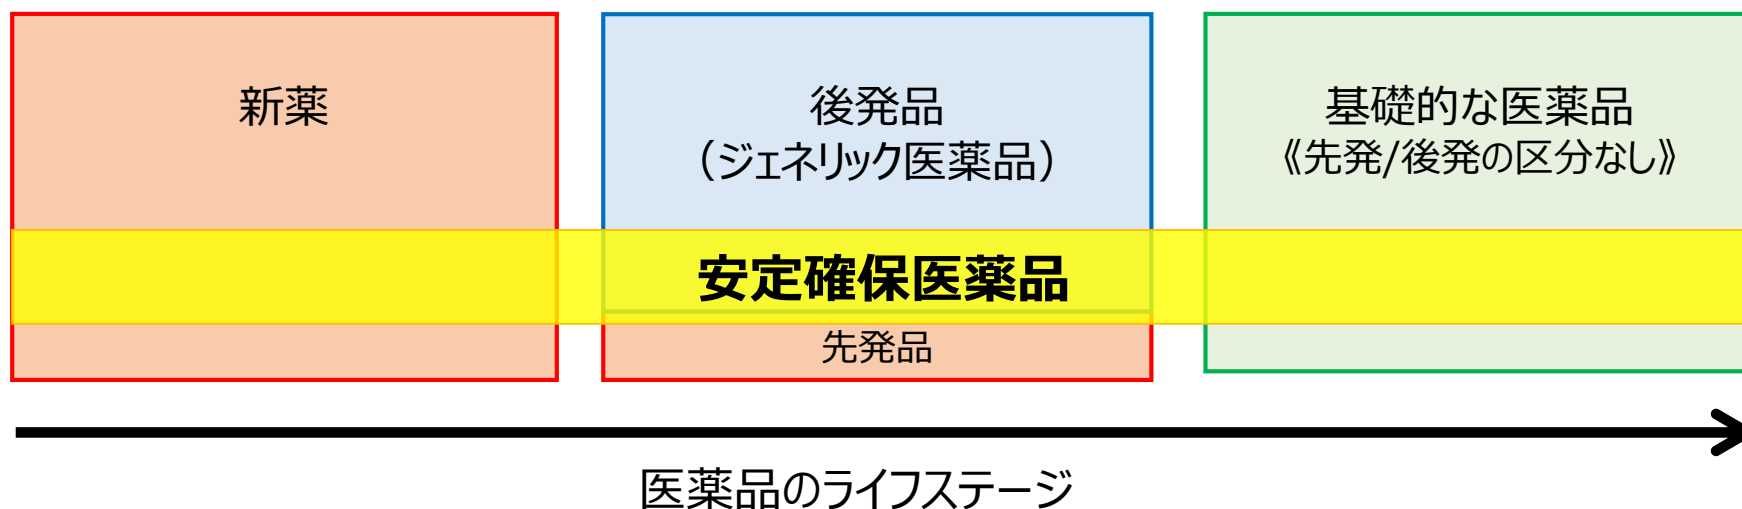 新薬
後発品
（ジェネリック医薬品）
基礎的な医薬品
《先発/後発の区分なし》
安定確保医薬品
先発品
医薬品のライフステージ